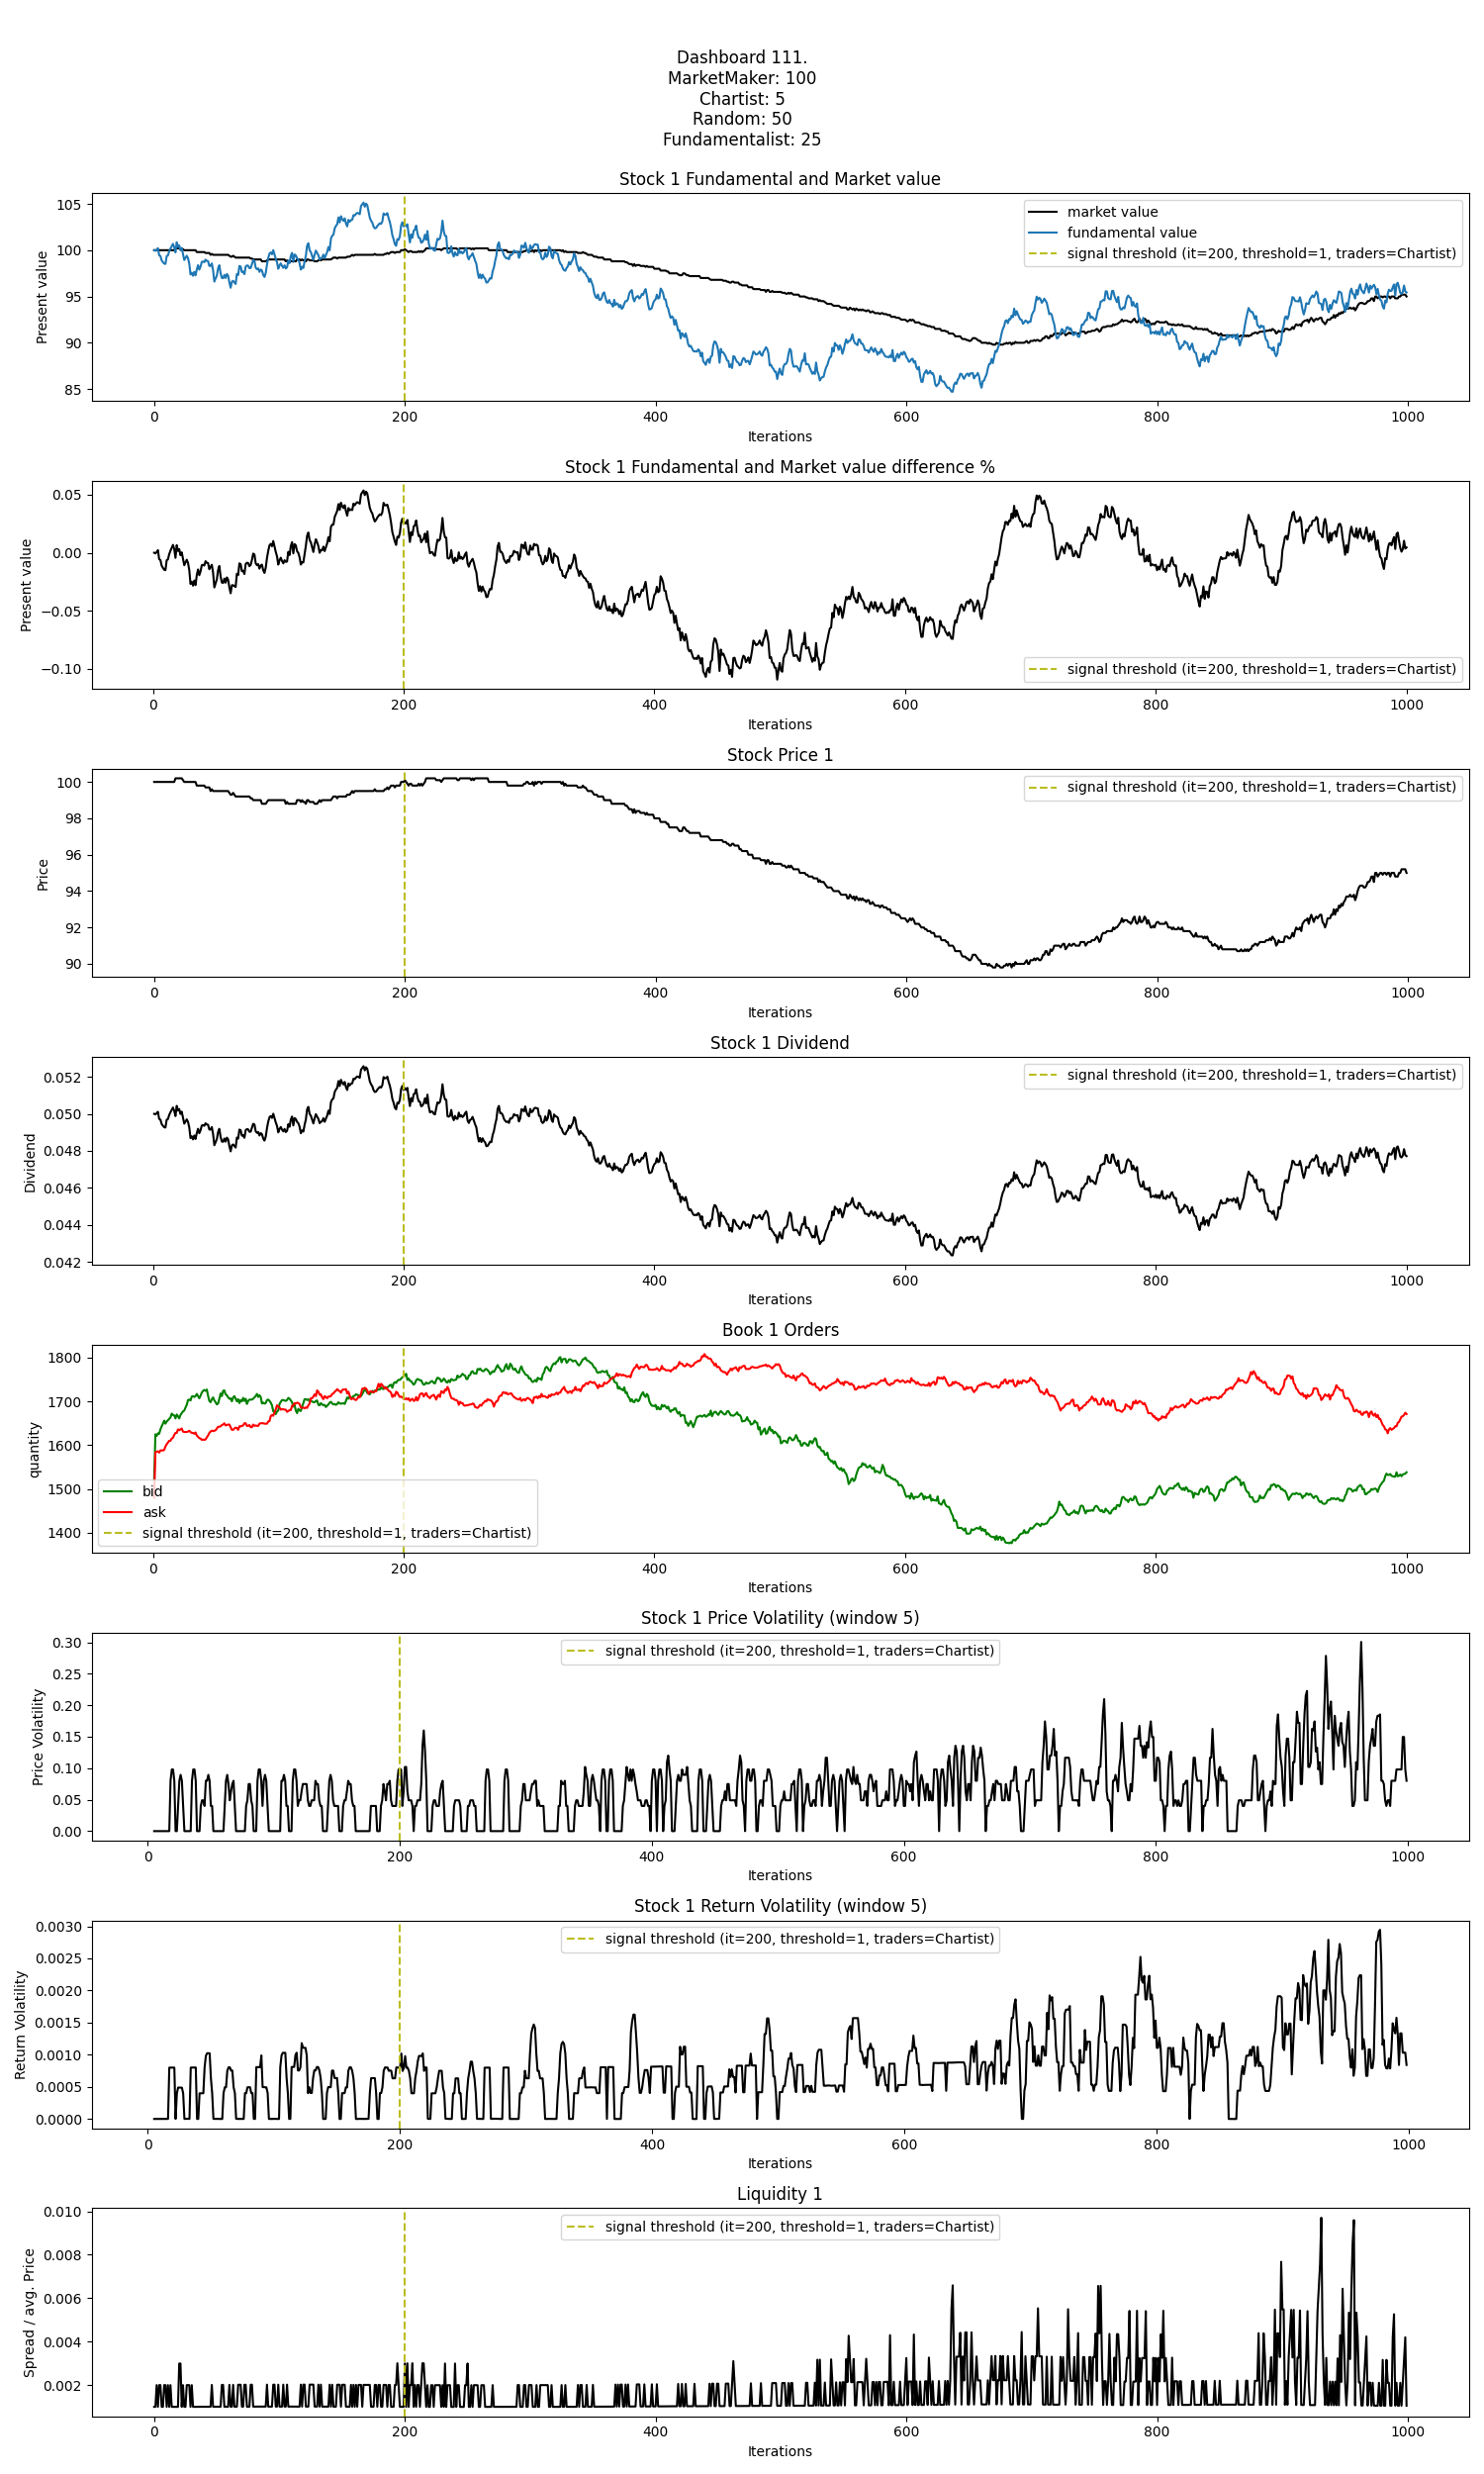 Dashboard 111.
MarketMaker: 100
Chartist: 5
Random: 50
Fundamentalist: 25
Stock 1 Fundamental and Market value
105
100
95
90
85
Present value
market value
fundamental value
signal threshold (it=200, threshold=1, traders=Chartist)
0 200 400 600 800 1000
Iterations
Stock 1 Fundamental and Market value difference %
0.05
0.00
−0.05
−0.10
Present value
signal threshold (it=200, threshold=1, traders=Chartist)
0 200 400 600 800 1000
Iterations
Stock Price 1
100
98
96
94
92
90
Price
signal threshold (it=200, threshold=1, traders=Chartist)
0 200 400 600 800 1000
Iterations
Stock 1 Dividend
0.052
0.050
0.048
0.046
0.044
0.042
Dividend
signal threshold (it=200, threshold=1, traders=Chartist)
0 200 400 600 800 1000
Iterations
Book 1 Orders
1800
1700
1600
1500
1400
quantity
bid
ask
signal threshold (it=200, threshold=1, traders=Chartist)
0 200 400 600 800 1000
Iterations
Stock 1 Price Volatility (window 5)
0.30
0.25
0.20
0.15
0.10
0.05
0.00
Price Volatility
signal threshold (it=200, threshold=1, traders=Chartist)
0 200 400 600 800 1000
Iterations
Stock 1 Return Volatility (window 5)
0.0030
0.0025
0.0020
0.0015
0.0010
0.0005
0.0000
Return Volatility
signal threshold (it=200, threshold=1, traders=Chartist)
0 200 400 600 800 1000
Iterations
Liquidity 1
0.010
0.008
0.006
0.004
0.002
Spread / avg. Price
signal threshold (it=200, threshold=1, traders=Chartist)
0 200 400 600 800 1000
Iterations